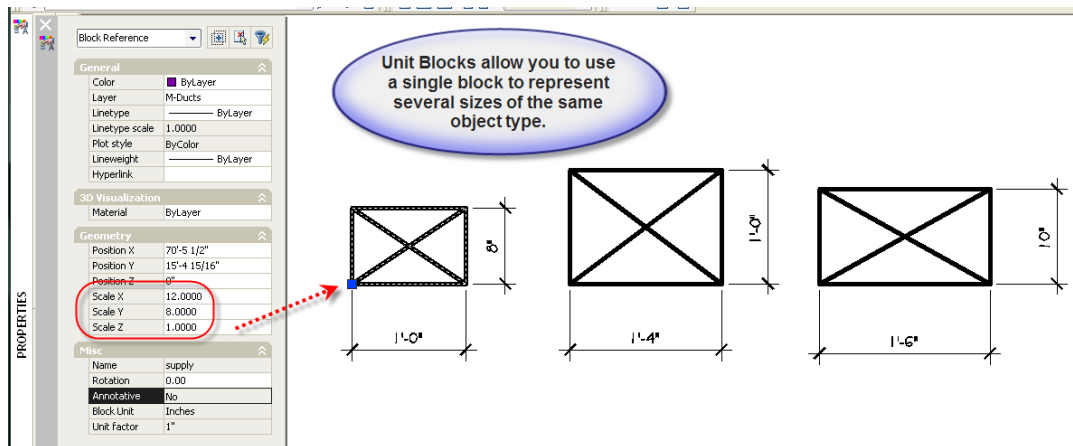 Block Reference
General
Color ByLayer
Layer M-Ducts
Linetype ByLayer
Linetype scale 1.0000
Plot style ByColor
Lineweight ByLayer
Hyperlink
3D Visualization
Material ByLayer
Geometry
Position X 70'-5 1/2"
Position Y 15'-4 15/16"
Position Z 0"
Scale X 12.0000
Scale Y 8.0000
Scale Z 1.0000
Misc
Name supply
Rotation 0.00
Annotative No
Block Unit Inches
Unit factor 1"
PROPERTIES
Unit Blocks allow you to use
a single block to represent
several sizes of the same
object type.
8"
1'-0"
1'-0"
1'-4"
10"
1'-6"